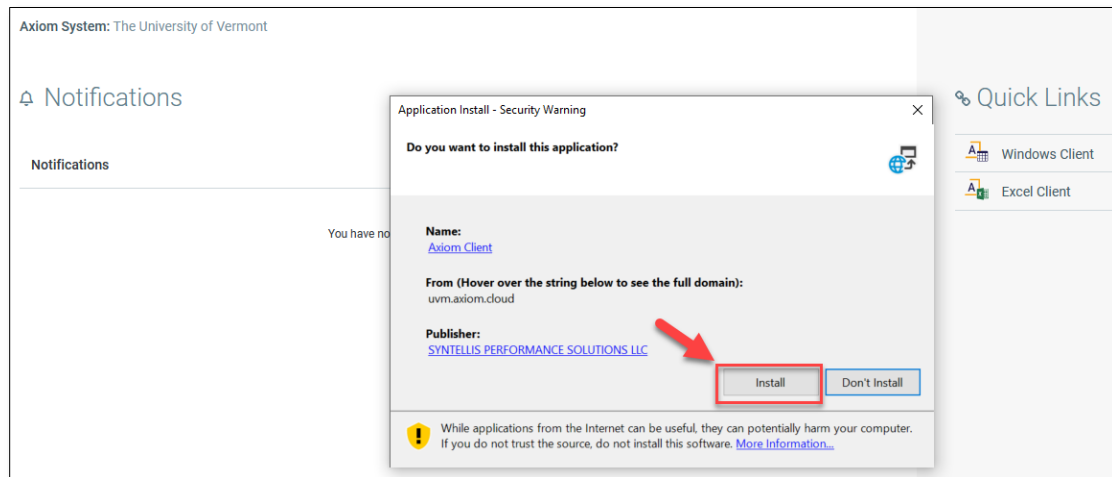 Axiom System: The University of Vermont
Notifications
Notifications
You have no
Application Install - Security Warning
Do you want to install this application?
Name:
Axiom Client
From (Hover over the string below to see the full domain):
uvm.axiom.cloud
Publisher:
SYNTELLIS PERFORMANCE SOLUTIONS LLC
Install
Don't Install
While applications from the Internet can be useful, they can potentially harm your computer.
If you do not trust the source, do not install this software. More Information...
Quick Links
Windows Client
Excel Client